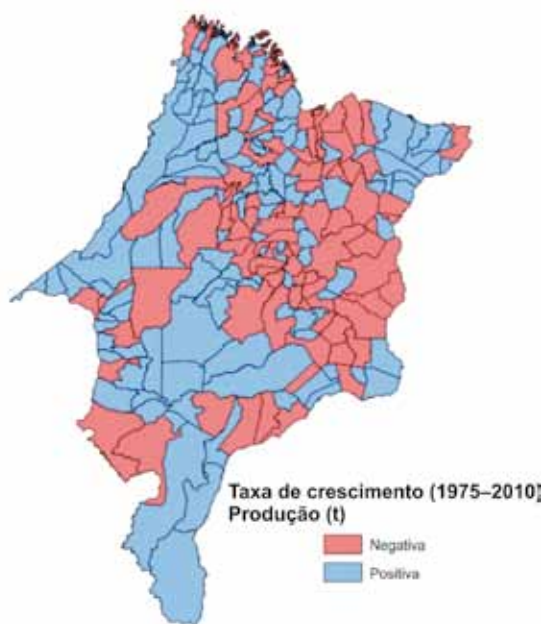 Taxa de crescimento (1975–2010)
Produção (t)
Negativa
Positiva